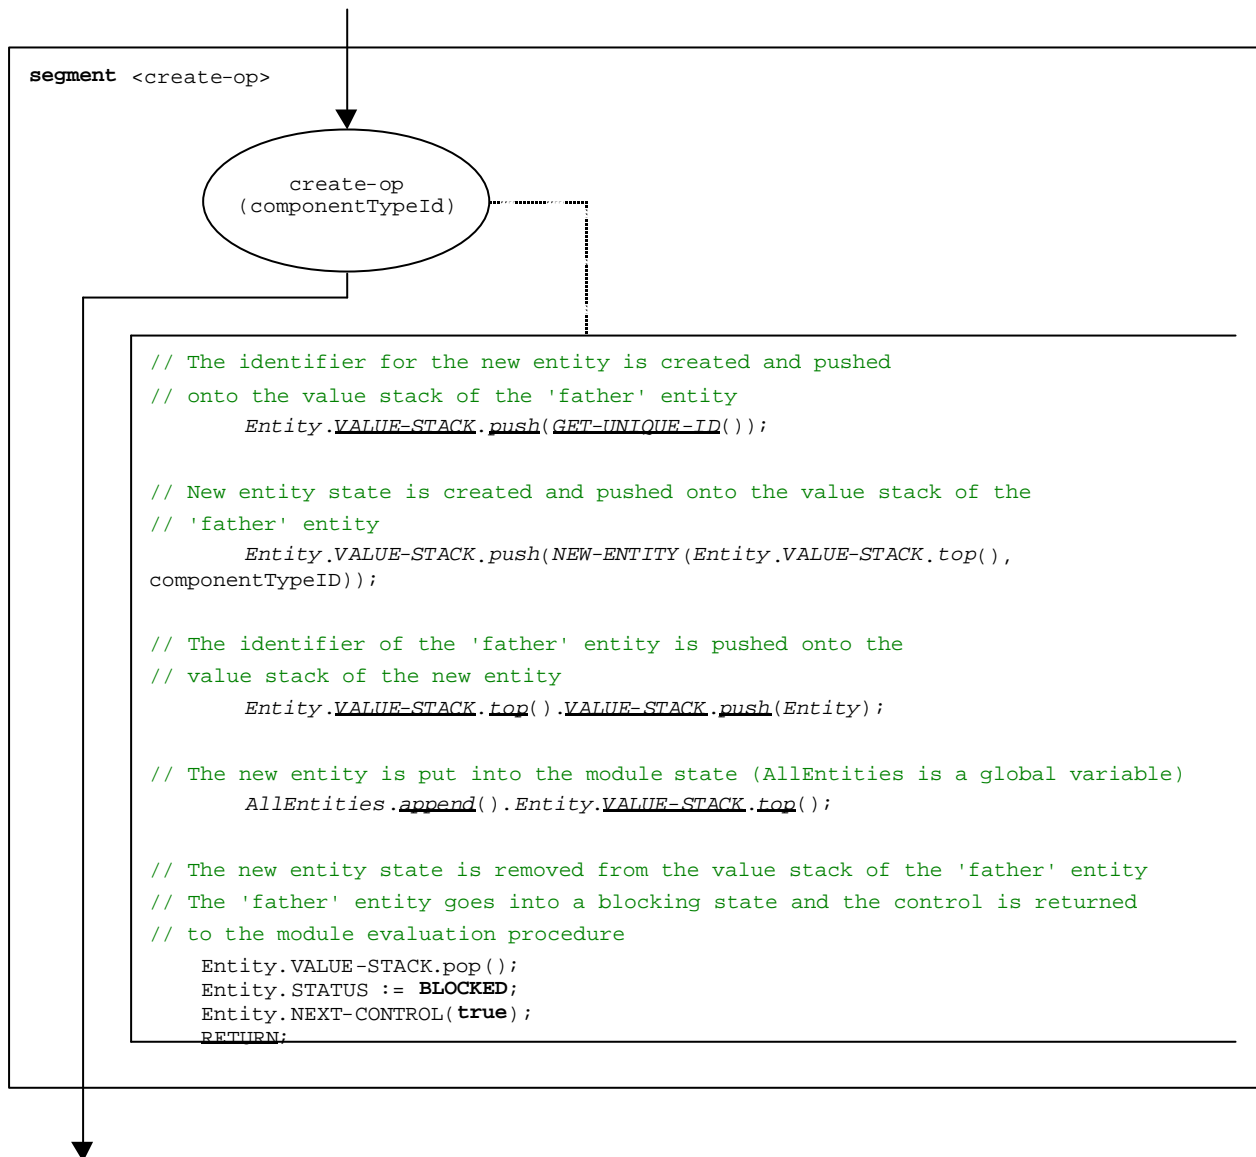 segment <create-op>
create-op
(componentTypeId)
// The identifier for the new entity is created and pushed
// onto the value stack of the 'father' entity
Entity.VALUE-STACK.push(GET-UNIQUE-ID());
// New entity state is created and pushed onto the value stack of the
// 'father' entity
Entity.VALUE-STACK.push(NEW-ENTITY(Entity.VALUE-STACK.top(),
componentTypeID));
// The identifier of the 'father' entity is pushed onto the
// value stack of the new entity
Entity.VALUE-STACK.top().VALUE-STACK.push(Entity);
// The new entity is put into the module state (AllEntities is a global variable)
AllEntities.append().Entity.VALUE-STACK.top();
// The new entity state is removed from the value stack of the 'father' entity
// The 'father' entity goes into a blocking state and the control is returned
// to the module evaluation procedure
Entity.VALUE-STACK.pop();
Entity.STATUS := BLOCKED;
Entity.NEXT-CONTROL(true);
RETURN;